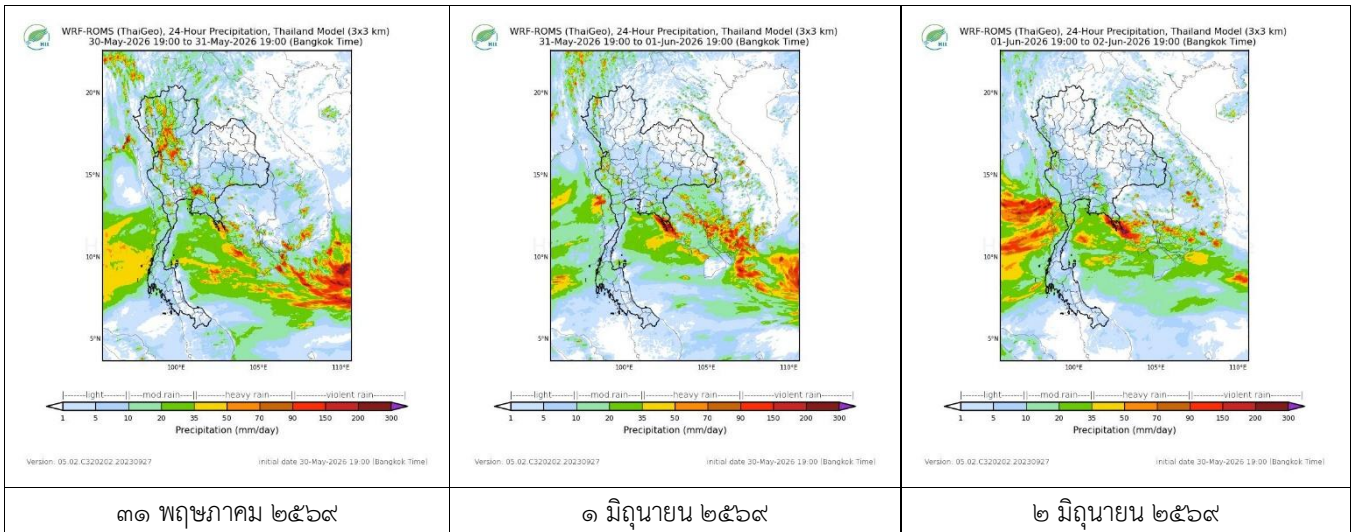 WRF-ROMS (ThaiGeo), 24-Hour Precipitation, Thailand Model (3x3 km)
30-May-2026 19:00 to 31-May-2026 19:00 (Bangkok Time)
20°N
15°N
10°N
5°N
100°E 105°E 110°E
|-------light-----||----mod rain----||-------heavy rain-------||-------violent rain-------|
1 5 10 20 35 50 70 90 150 200 300
Precipitation (mm/day)
Version: 05.02.C320202.20230927 initial date 30-May-2026 19:00 (Bangkok Time)
๓๑ พฤษภาคม ๒๕๖๙
WRF-ROMS (ThaiGeo), 24-Hour Precipitation, Thailand Model (3x3 km)
31-May-2026 19:00 to 01-Jun-2026 19:00 (Bangkok Time)
20°N
15°N
10°N
5°N
100°E 105°E 110°E
|-------light-----||----mod rain----||-------heavy rain-------||-------violent rain-------|
1 5 10 20 35 50 70 90 150 200 300
Precipitation (mm/day)
Version: 05.02.C320202.20230927 initial date 30-May-2026 19:00 (Bangkok Time)
๑ มิถุนายน ๒๕๖๙
WRF-ROMS (ThaiGeo), 24-Hour Precipitation, Thailand Model (3x3 km)
01-Jun-2026 19:00 to 02-Jun-2026 19:00 (Bangkok Time)
20°N
15°N
10°N
5°N
100°E 105°E 110°E
|-------light-----||----mod rain----||-------heavy rain-------||-------violent rain-------|
1 5 10 20 35 50 70 90 150 200 300
Precipitation (mm/day)
Version: 05.02.C320202.20230927 initial date 30-May-2026 19:00 (Bangkok Time)
๒ มิถุนายน ๒๕๖๙